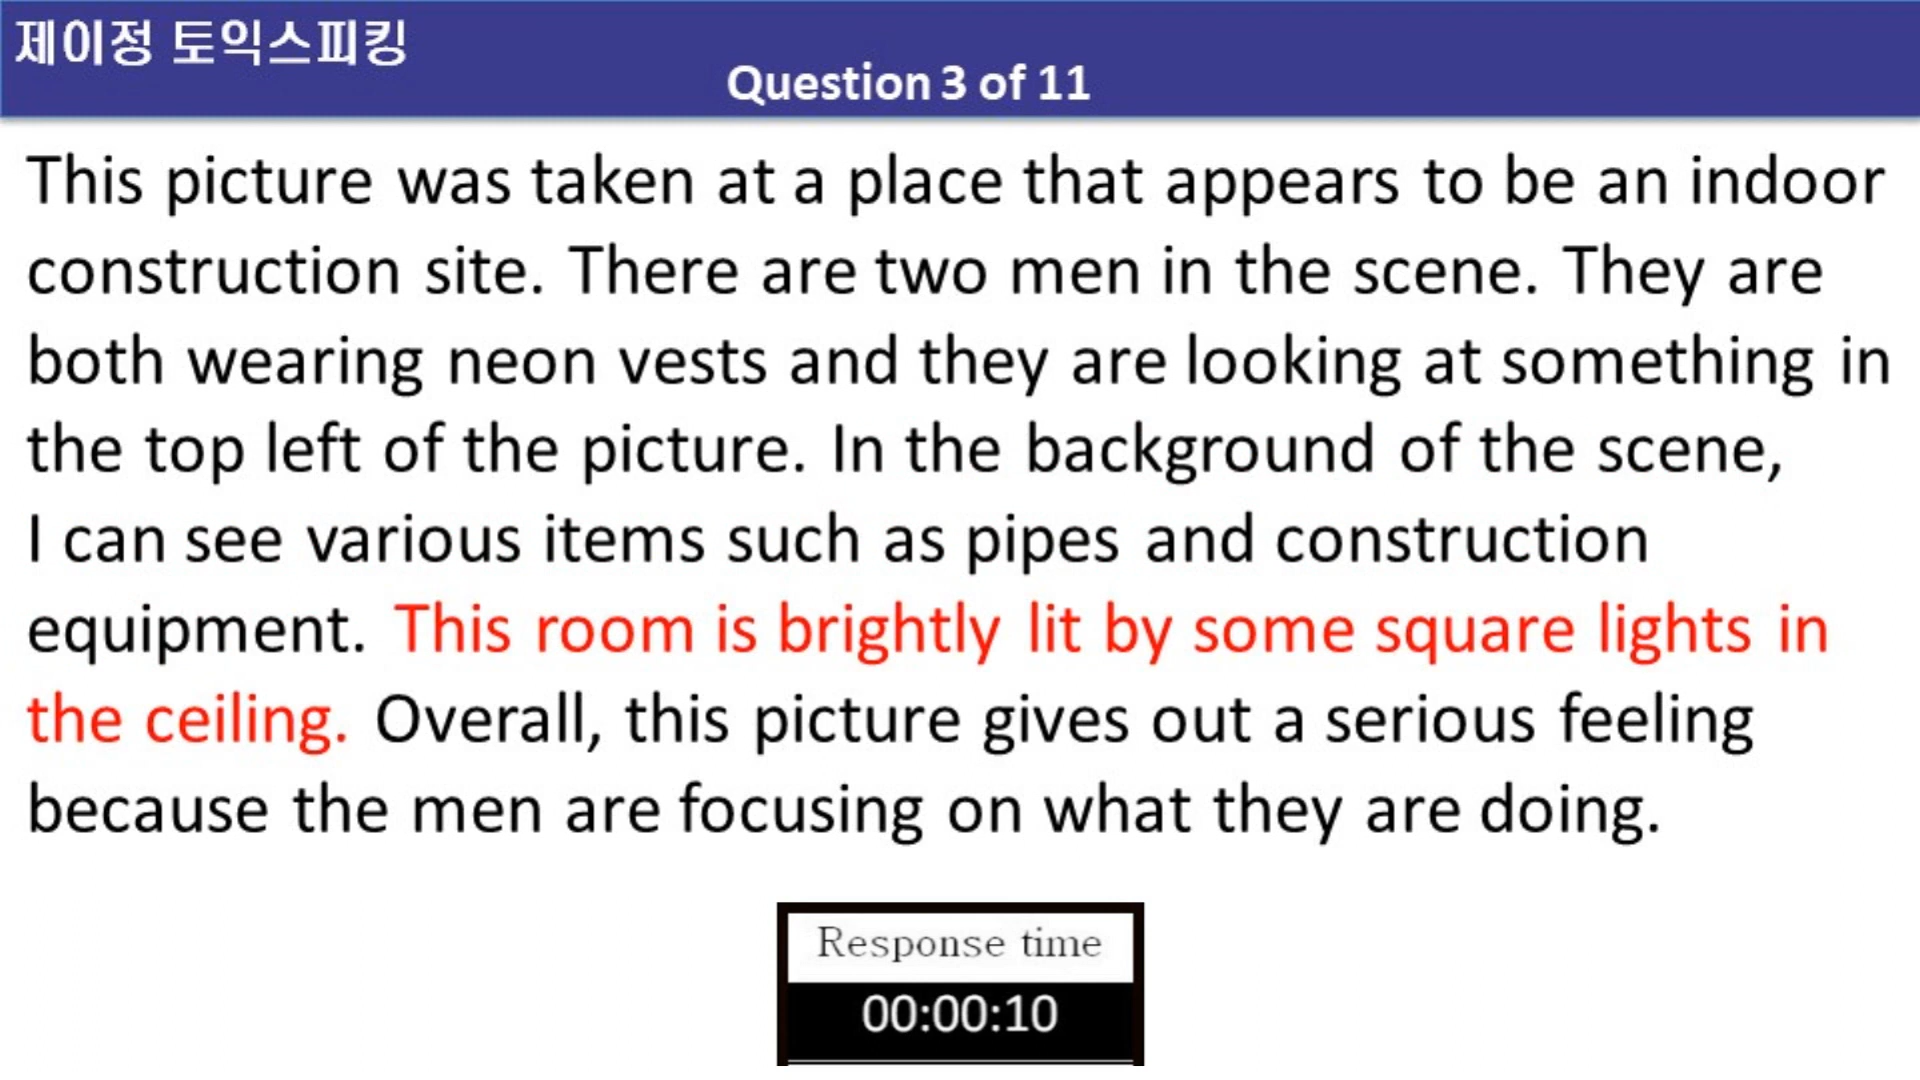 제이정 토익스피킹
Question 3 of 11
This picture was taken at a place that appears to be an indoor
construction site. There are two men in the scene. They are
both wearing neon vests and they are looking at something in
the top left of the picture. In the background of the scene,
I can see various items such as pipes and construction
equipment. This room is brightly lit by some square lights in
the ceiling. Overall, this picture gives out a serious feeling
because the men are focusing on what they are doing.
Response time
00:00:10